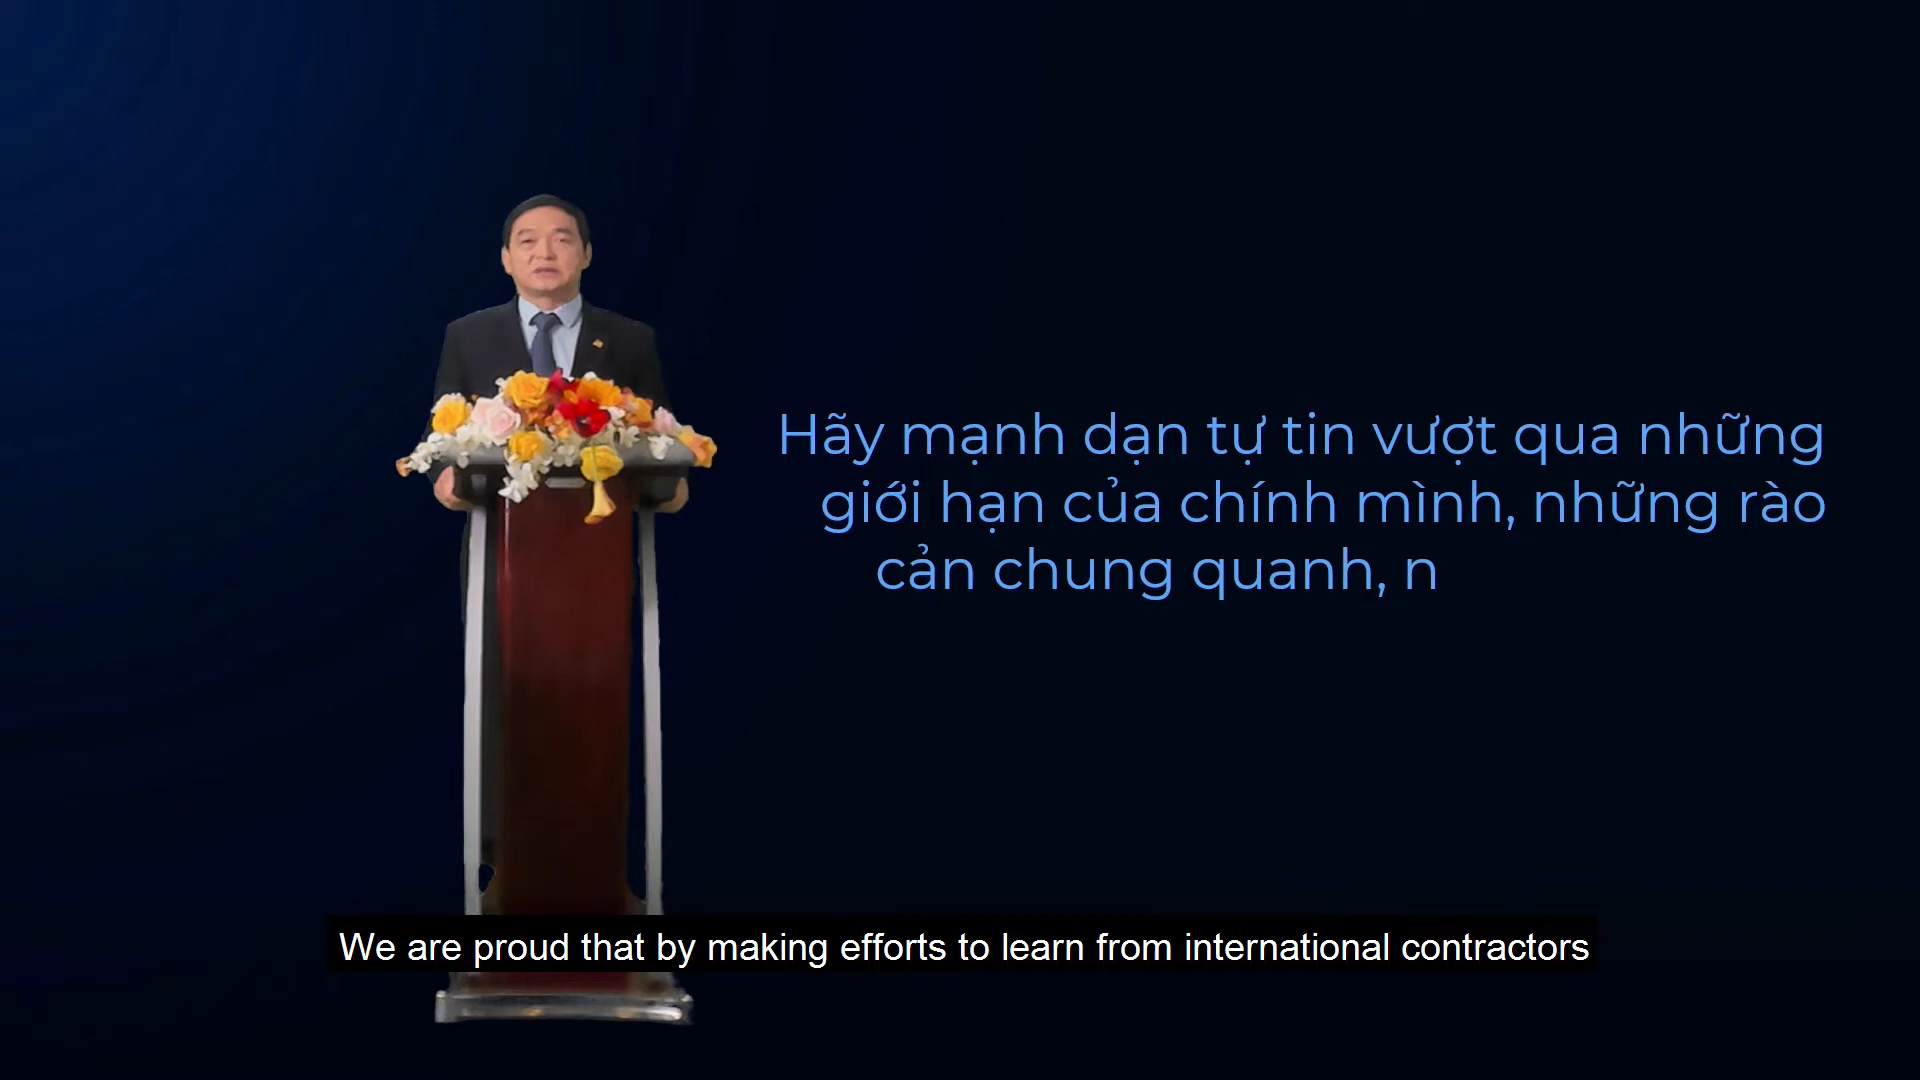 Hãy mạnh dạn tự tin vượt qua những
giới hạn của chính mình, những rào
cản chung quanh, n
We are proud that by making efforts to learn from international contractors